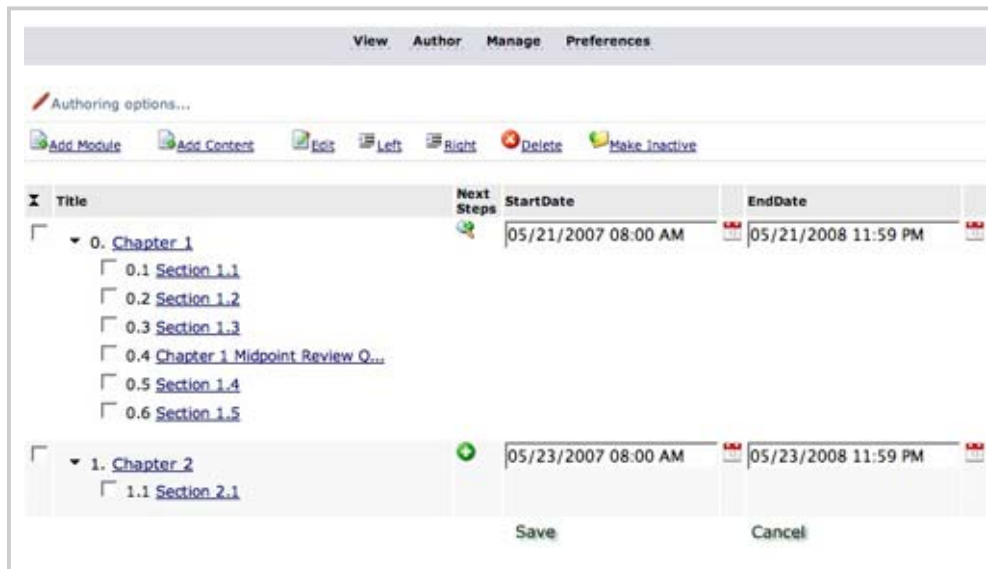 View Author Manage Preferences
Authoring options...
Add Module Add Content Edit Left Right Delete Make Inactive
Title Next Steps StartDate EndDate
0. Chapter 1 05/21/2007 08:00 AM 05/21/2008 11:59 PM
0.1 Section 1.1
0.2 Section 1.2
0.3 Section 1.3
0.4 Chapter 1 Midpoint Review Q...
0.5 Section 1.4
0.6 Section 1.5
1. Chapter 2 05/23/2007 08:00 AM 05/23/2008 11:59 PM
1.1 Section 2.1
Save Cancel